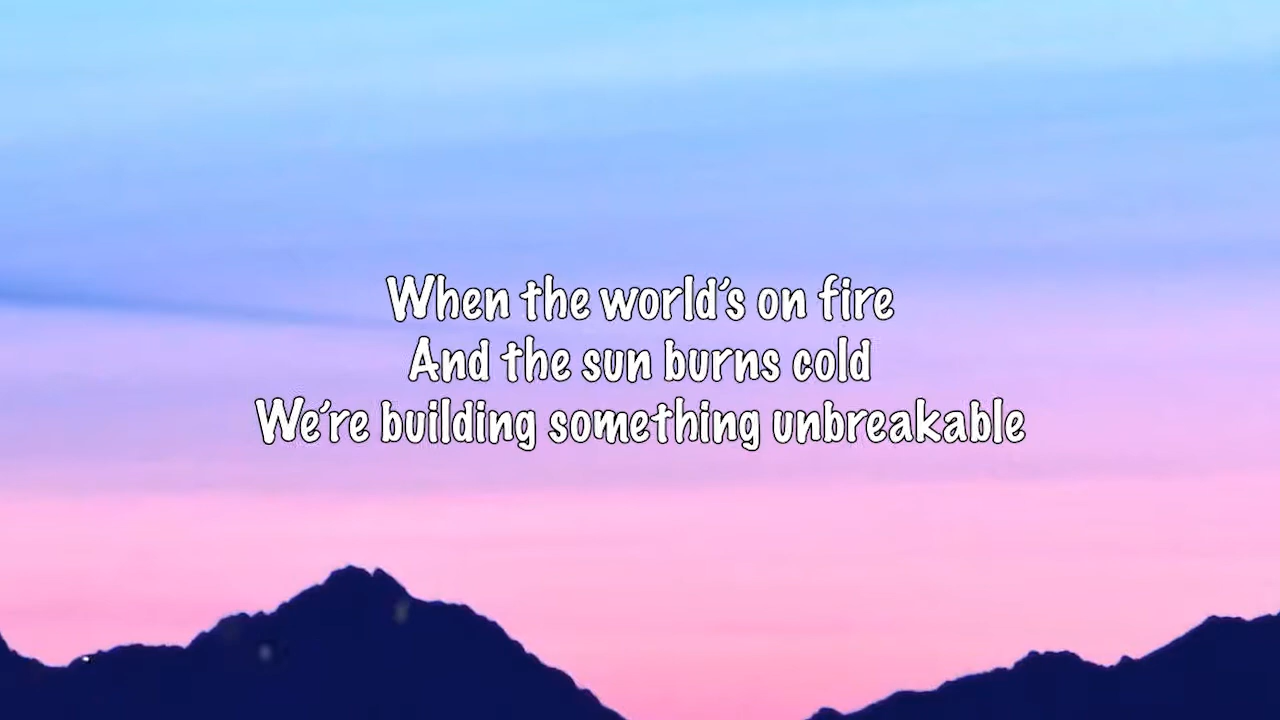 When the world's on fire
And the sun burns cold
We're building something unbreakable